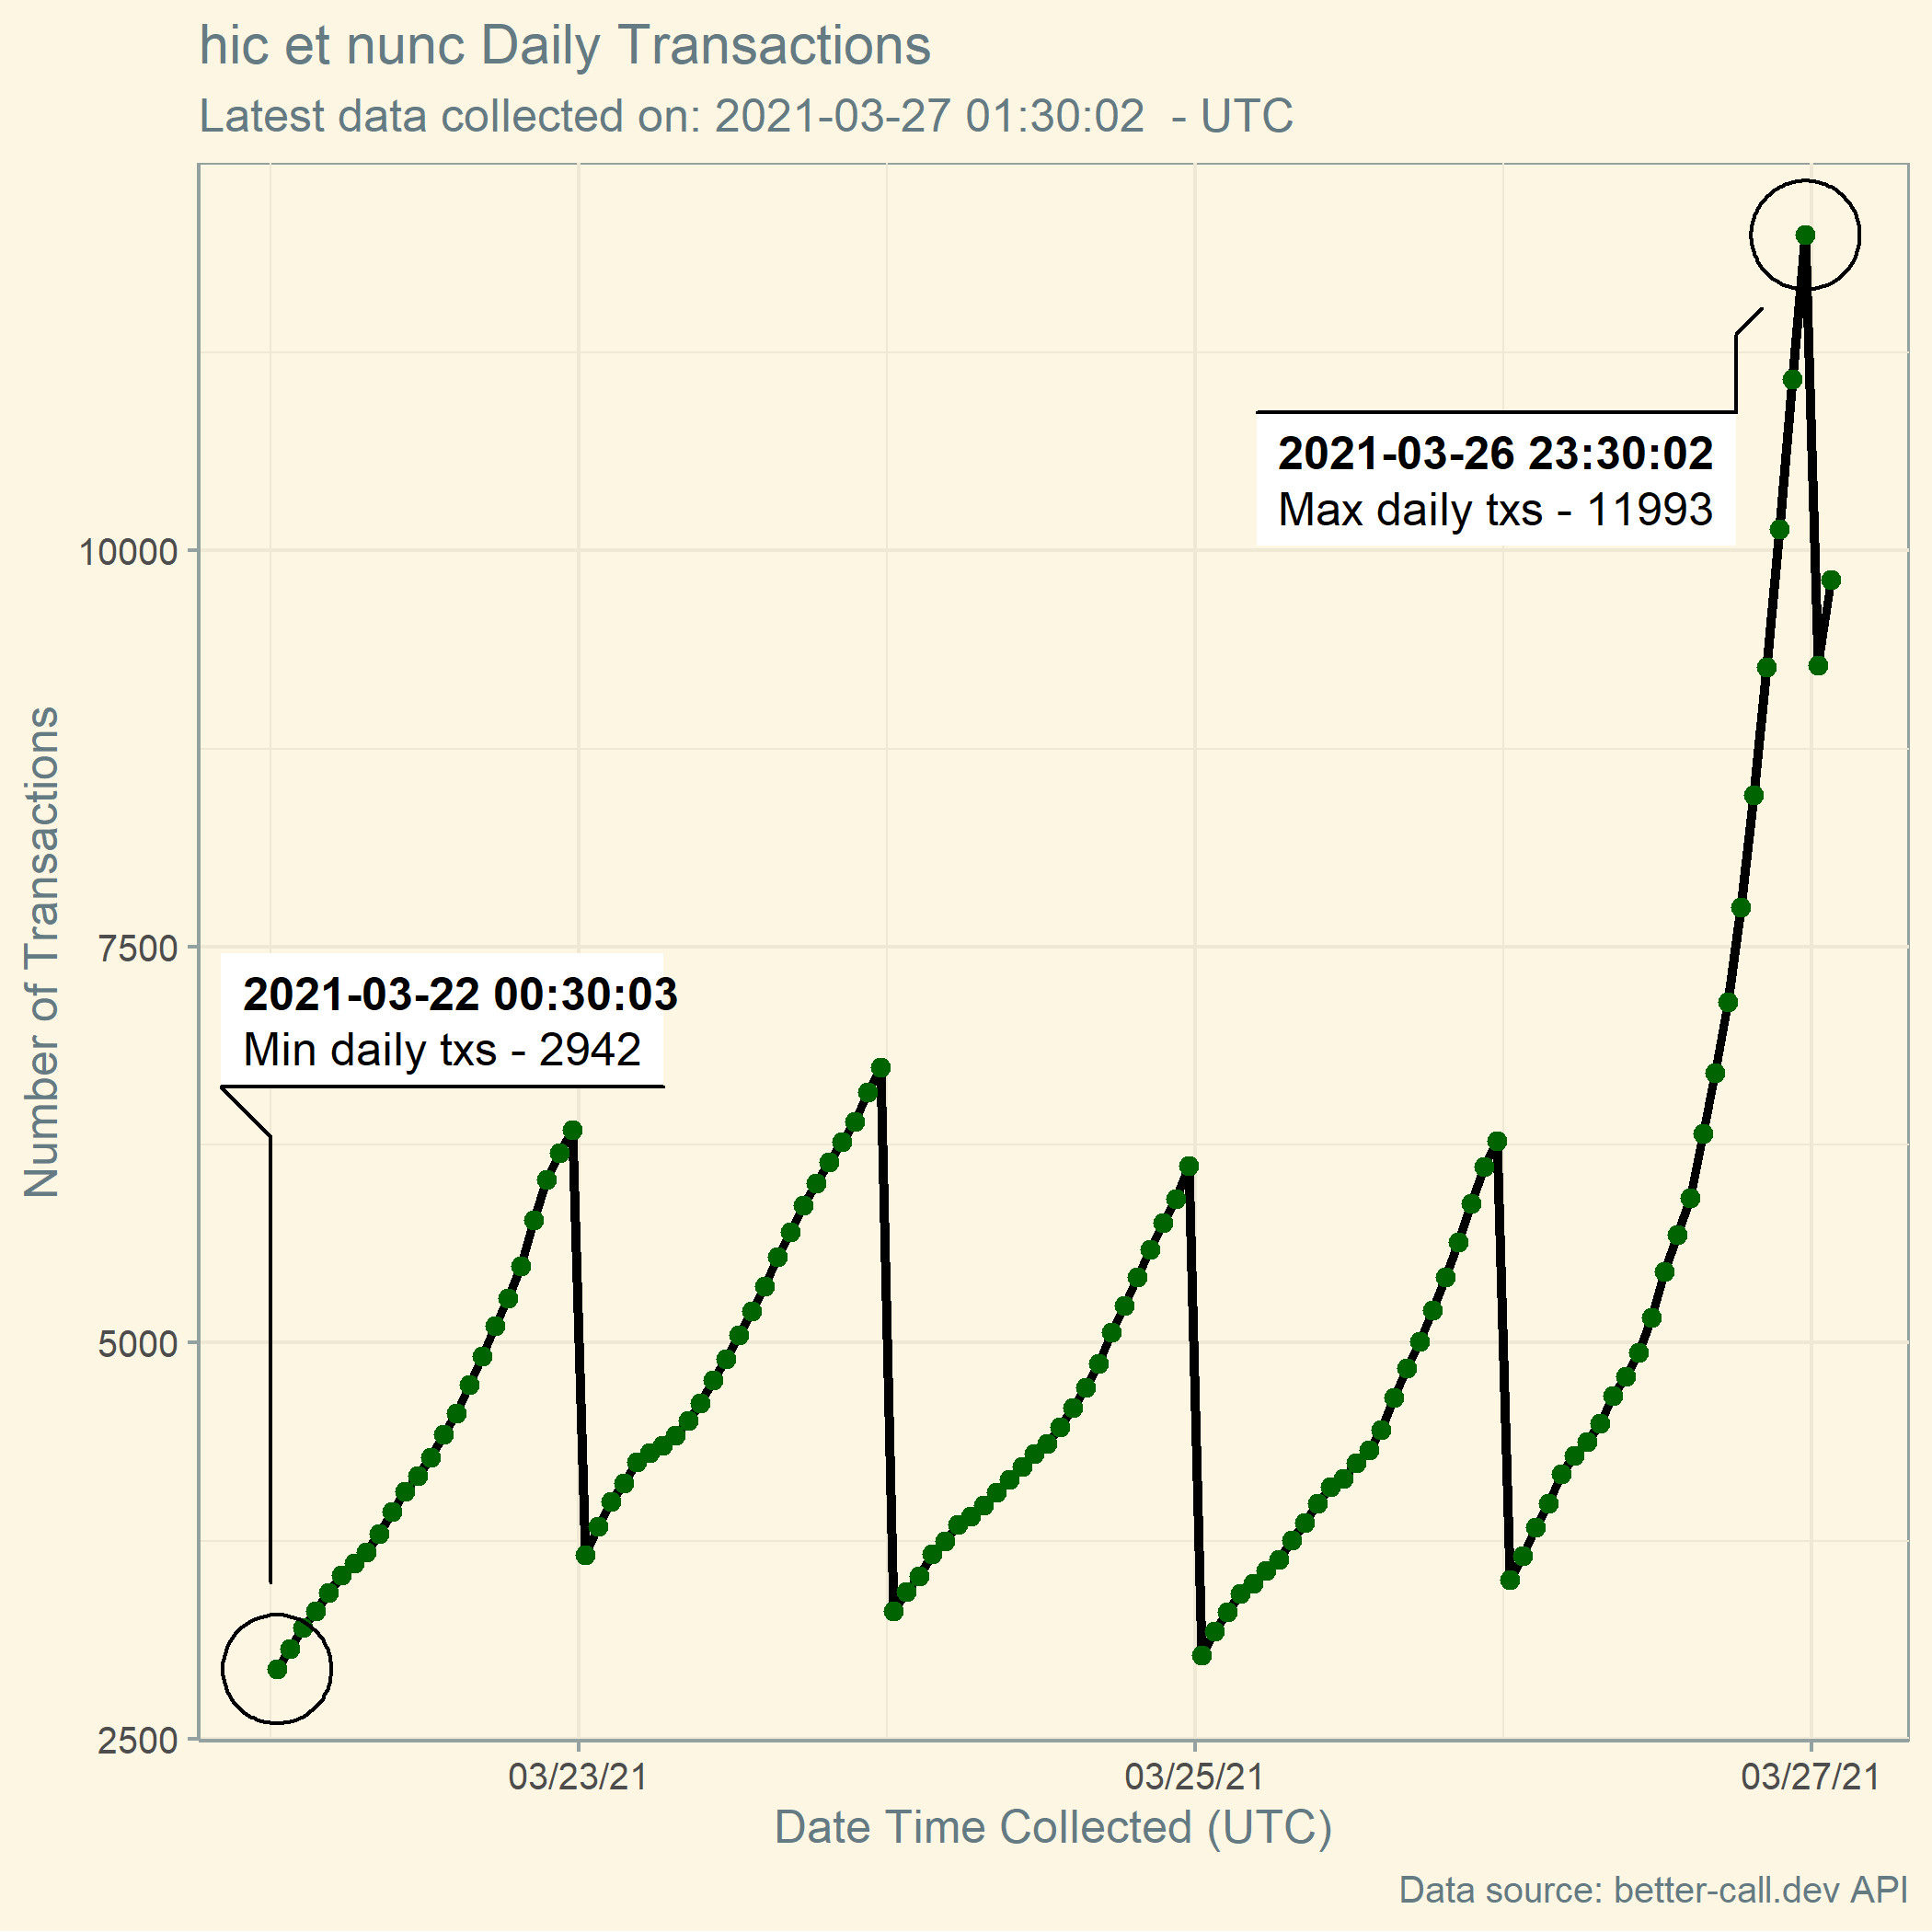 hic et nunc Daily Transactions
Latest data collected on: 2021-03-27 01:30:02  - UTC
2021-03-26 23:30:02
Max daily txs - 11993
2021-03-22 00:30:03
Min daily txs - 2942
Number of Transactions
10000
7500
5000
2500
03/23/21
03/25/21
03/27/21
Date Time Collected (UTC)
Data source: better-call.dev API